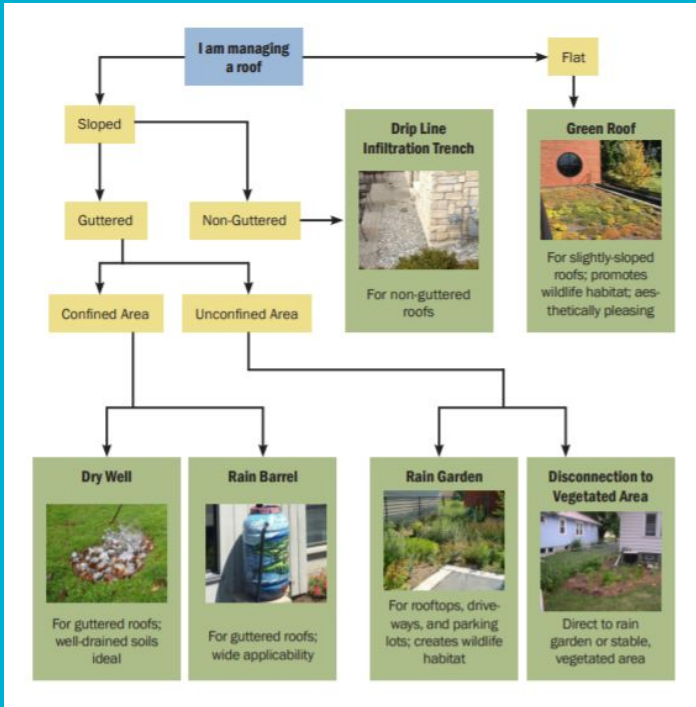 I am managing
a roof
Flat
Sloped
Drip Line
Infiltration Trench
Green Roof
Guttered
Non-Guttered
For non-guttered
roofs
For slightly-sloped
roofs; promotes
wildlife habitat; aes-
thetically pleasing
Confined Area
Unconfined Area
Dry Well
Rain Barrel
Rain Garden
Disconnection to
Vegetated Area
For guttered roofs;
well-drained soils
ideal
For guttered roofs;
wide applicability
For rooftops, drive-
ways, and parking
lots; creates wildlife
habitat
Direct to rain
garden or stable,
vegetated area